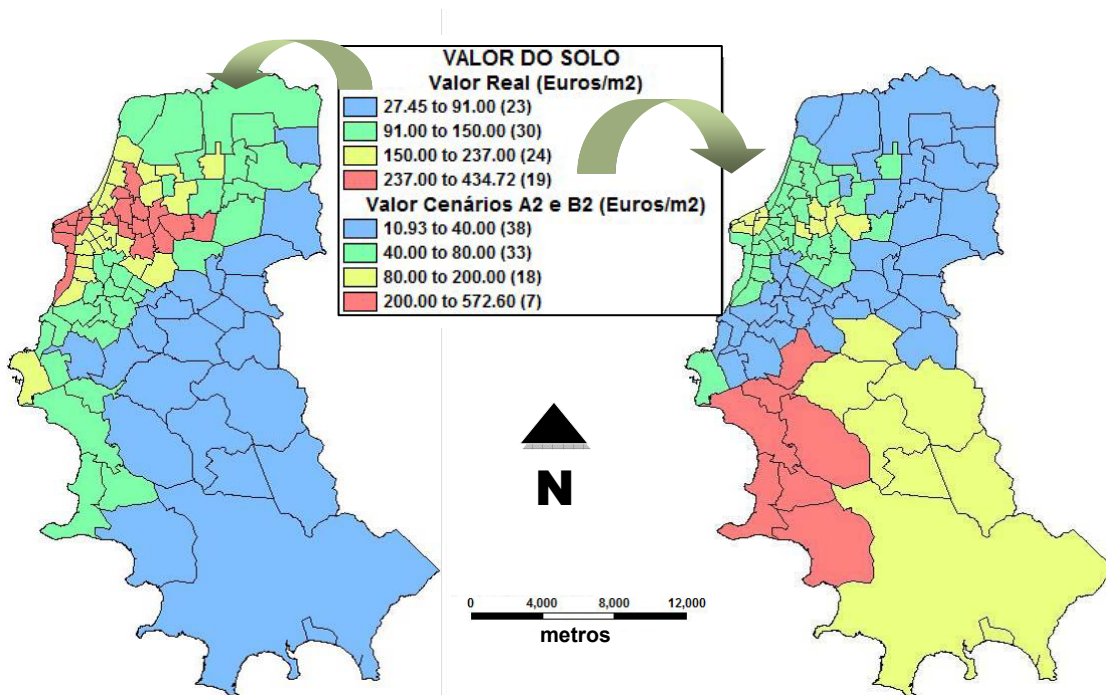 VALOR DO SOLO
Valor Real (Euros/m2)
27.45 to 91.00 (23)
91.00 to 150.00 (30)
150.00 to 237.00 (24)
237.00 to 434.72 (19)
Valor Cenários A2 e B2 (Euros/m2)
10.93 to 40.00 (38)
40.00 to 80.00 (33)
80.00 to 200.00 (18)
200.00 to 572.60 (7)
N
0 4,000 8,000 12,000
metros